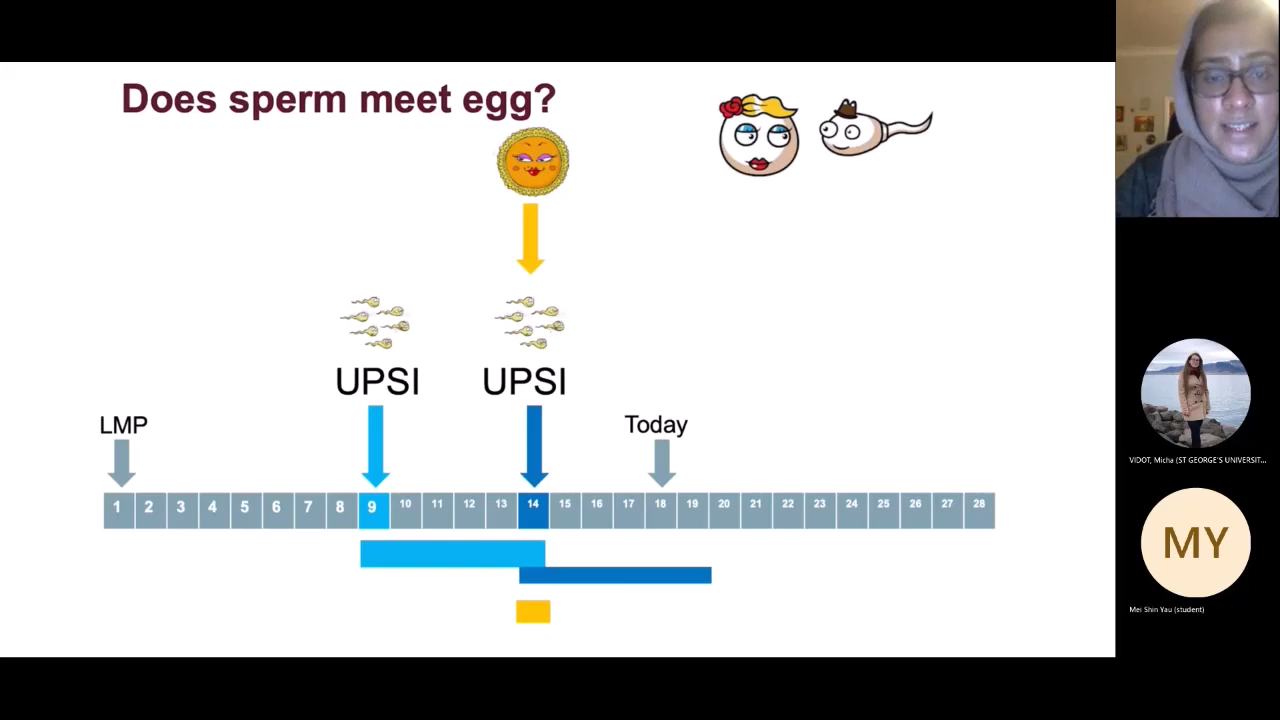 Does sperm meet egg?
UPSI UPSI
LMP
Today
1 2 3 4 5 6 7 8 9 10 11 12 13 14 15 16 17 18 19 20 21 22 23 24 25 26 27 28
VIDOT, Micha (ST GEORGE'S UNIVERSIT...
MY
Mei Shin Yau (student)